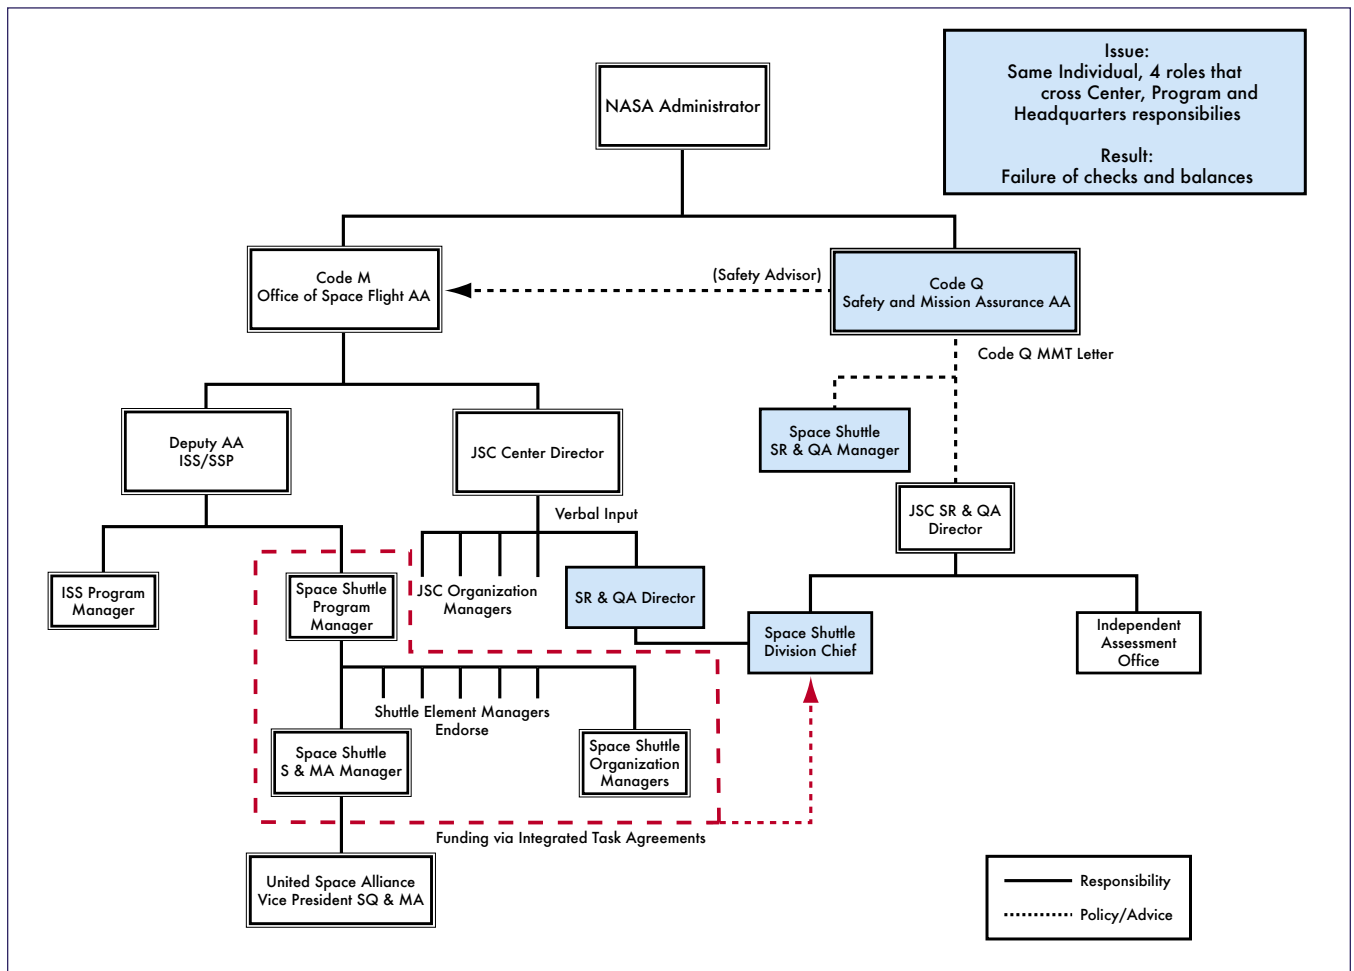 Issue:
Same Individual, 4 roles that
cross Center, Program and
Headquarters responsibilies
Result:
Failure of checks and balances
NASA Administrator
Code M
Office of Space Flight AA
(Safety Advisor)
Code Q
Safety and Mission Assurance AA
Code Q MMT Letter
Deputy AA
ISS/SSP
JSC Center Director
Space Shuttle
SR & QA Manager
Verbal Input
JSC SR & QA
Director
ISS Program
Manager
Space Shuttle
Program
Manager
JSC Organization
Managers
SR & QA Director
Space Shuttle
Division Chief
Independent
Assessment
Office
Shuttle Element Managers
Endorse
Space Shuttle
S & MA Manager
Space Shuttle
Organization
Managers
Funding via Integrated Task Agreements
United Space Alliance
Vice President SQ & MA
Responsibility
Policy/Advice